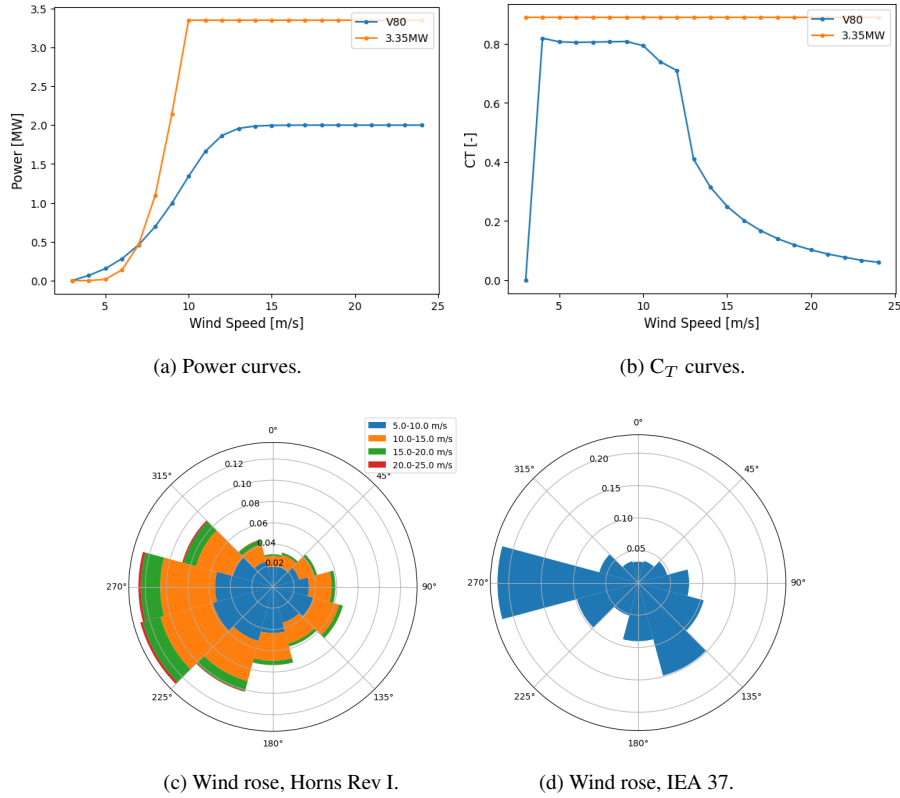 3.5
3.0
2.5
2.0
1.5
1.0
0.5
0.0
Power [MW]
5 10 15 20 25
Wind Speed [m/s]
V80
3.35MW
(a) Power curves.
0.8
0.6
0.4
0.2
0.0
CT [-]
5 10 15 20 25
Wind Speed [m/s]
V80
3.35MW
(b) C_T curves.
5.0-10.0 m/s
10.0-15.0 m/s
15.0-20.0 m/s
20.0-25.0 m/s
0°
45°
90°
135°
180°
225°
270°
315°
0.12
0.10
0.08
0.06
0.04
0.02
(c) Wind rose, Horns Rev I.
0°
45°
90°
135°
180°
225°
270°
315°
0.20
0.15
0.10
0.05
(d) Wind rose, IEA 37.